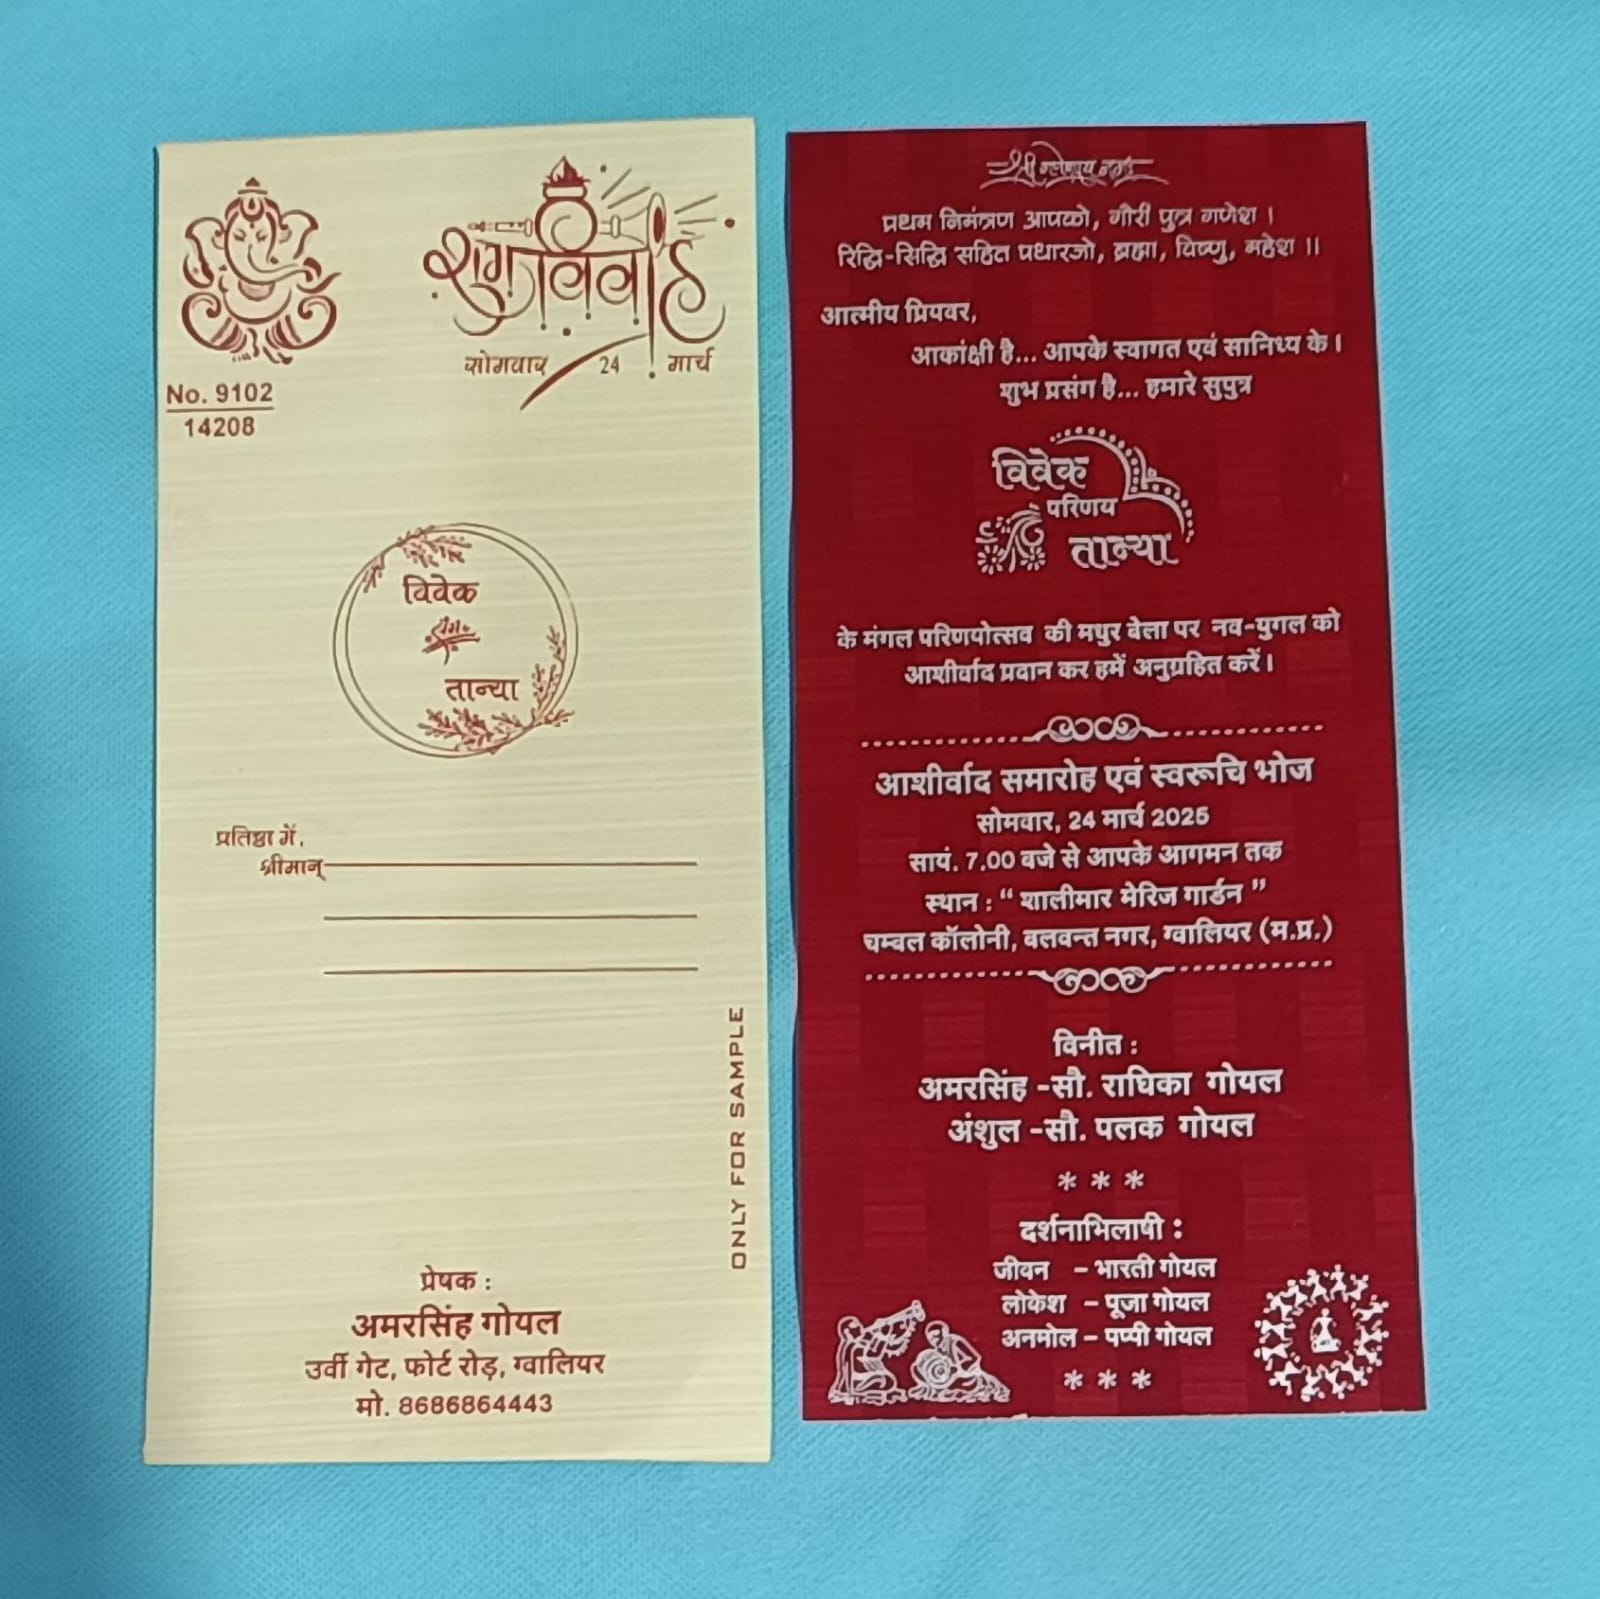 शुभ विवाह
सोमवार 24 मार्च
No. 9102
14208
विवेक
संग
तान्या
प्रतिष्ठा में,
श्रीमान्
ONLY FOR SAMPLE
प्रेषक :
अमरसिंह गोयल
उर्वी गेट, फोर्ट रोड़, ग्वालियर
मो. 8686864443
श्री गणेशाय नमः
प्रथम निमंत्रण आपको, गौरी पुत्र गणेश ।
रिद्धि-सिद्धि सहित पधारजो, ब्रह्मा, विष्णु, महेश ।।
आत्मीय प्रियवर,
आकांक्षी है... आपके स्वागत एवं सानिध्य के ।
शुभ प्रसंग है... हमारे सुपुत्र
विवेक
परिणय
तान्या
के मंगल परिणयोत्सव की मधुर बेला पर नव-युगल को
आशीर्वाद प्रदान कर हमें अनुग्रहित करें ।
आशीर्वाद समारोह एवं स्वरूचि भोज
सोमवार, 24 मार्च 2025
सायं. 7.00 बजे से आपके आगमन तक
स्थान : “ शालीमार मेरिज गार्डन ”
चम्बल कॉलोनी, बलवन्त नगर, ग्वालियर (म.प्र.)
विनीत :
अमरसिंह -सौ. राधिका गोयल
अंशुल -सौ. पलक गोयल
* * *
दर्शनाभिलाषी :
जीवन – भारती गोयल
लोकेश – पूजा गोयल
अनमोल – पप्पी गोयल
* * *